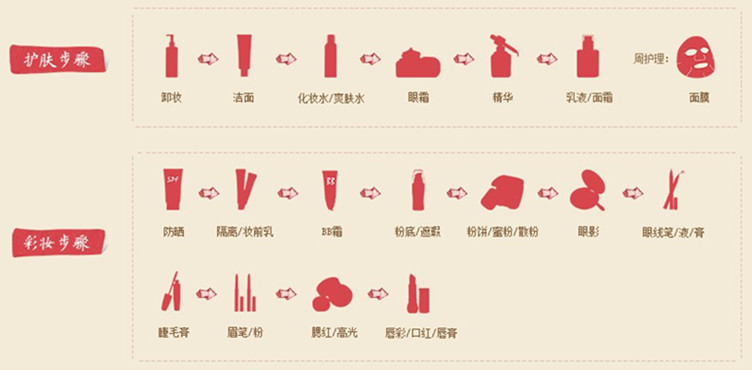 护肤步骤
卸妆 洁面 化妆水/爽肤水 眼霜 精华 乳液/面霜 周护理： 面膜
彩妆步骤
SPF BB
防晒 隔离/妆前乳 BB霜 粉底/遮瑕 粉饼/蜜粉/散粉 眼影 眼线笔/液/膏
睫毛膏 眉笔/粉 腮红/高光 唇彩/口红/唇膏